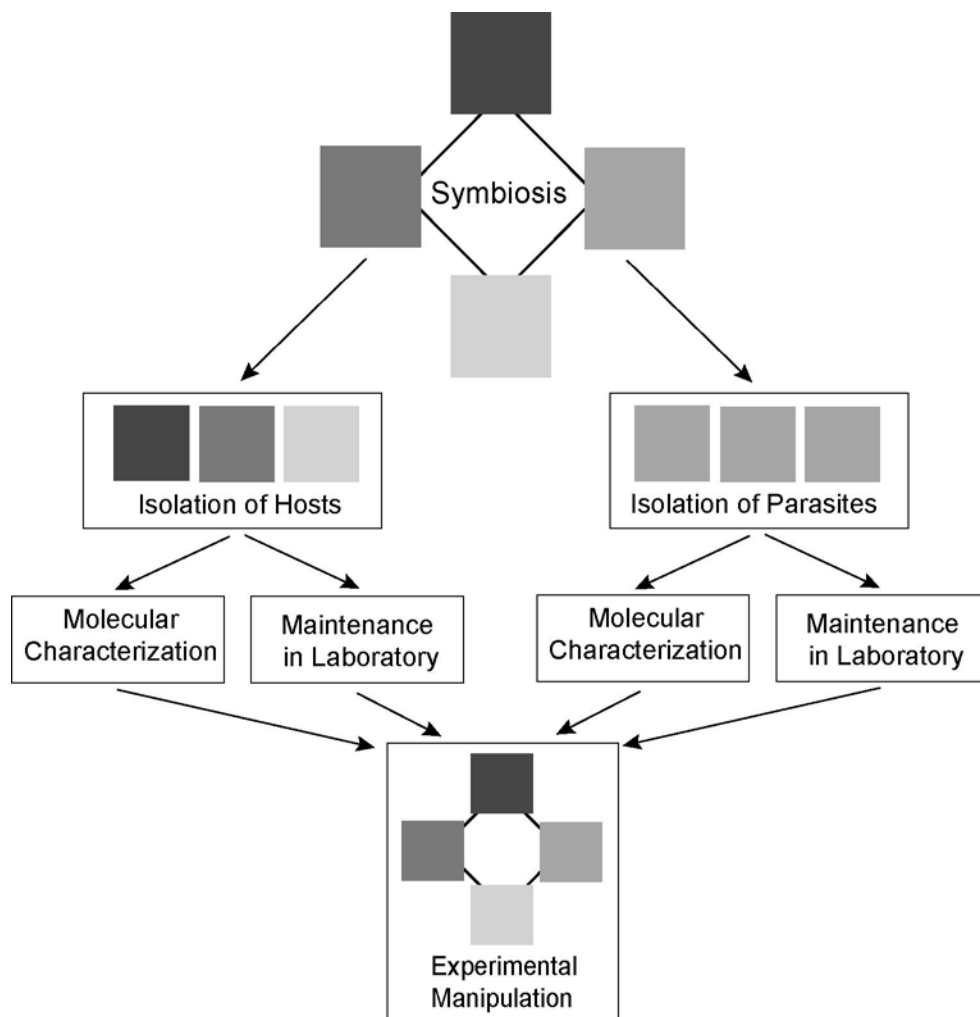 Symbiosis
Isolation of Hosts
Isolation of Parasites
Molecular
Characterization
Maintenance
in Laboratory
Molecular
Characterization
Maintenance
in Laboratory
Experimental
Manipulation